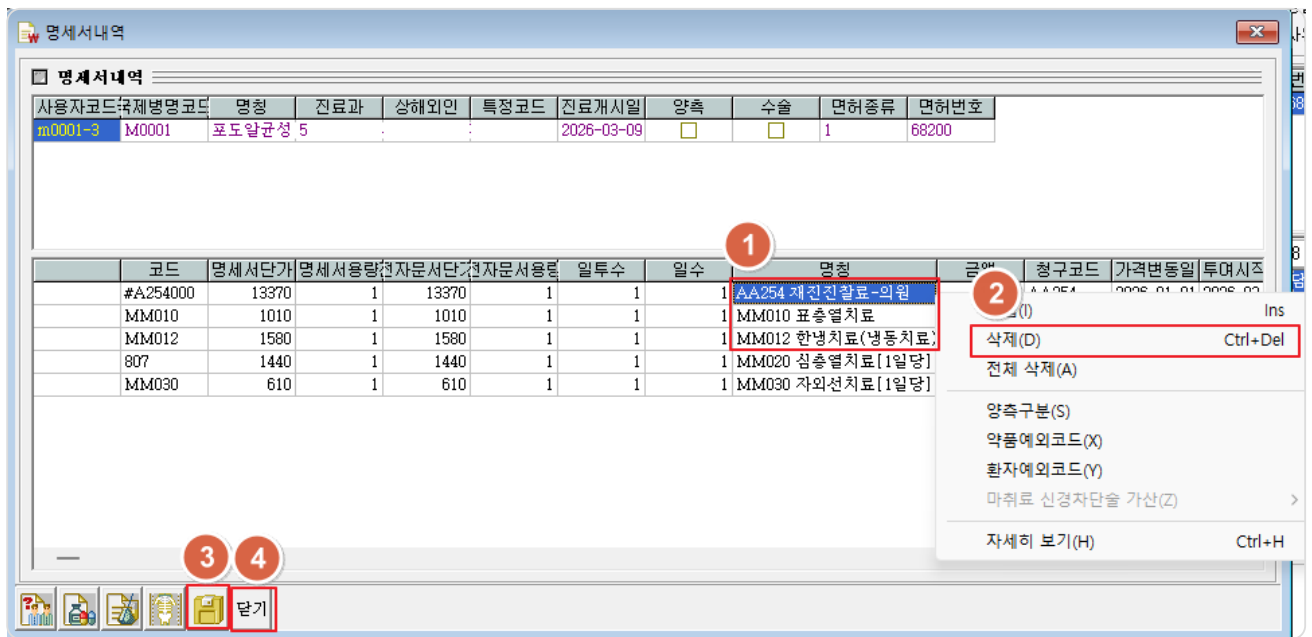 명세서내역
명세서내역
사용자코드 국제병명코드 명칭 진료과 상해외인 특정코드 진료개시일 양측 수술 면허종류 면허번호
m0001-3 M0001 포도알균성 5 2026-03-09 1 68200
1
코드 명세서단가 명세서용량 전자문서단가 전자문서용량 일투수 일수 명칭 금액 청구코드 가격변동일 투여시작
#A254000 13370 1 13370 1 1 1 AA254 재진진찰료-의원
MM010 1010 1 1010 1 1 1 MM010 표층열치료
MM012 1580 1 1580 1 1 1 MM012 한냉치료(냉동치료)
807 1440 1 1440 1 1 1 MM020 심층열치료[1일당]
MM030 610 1 610 1 1 1 MM030 자외선치료[1일당]
2
(I) Ins
삭제(D) Ctrl+Del
전체 삭제(A)
양측구분(S)
약품예외코드(X)
환자예외코드(Y)
마취료 신경차단술 가산(Z)
자세히 보기(H) Ctrl+H
3 4
닫기